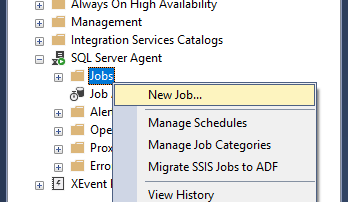 Always On High Availability
Management
Integration Services Catalogs
SQL Server Agent
Jobs
New Job...
Job
Manage Schedules
Aler
Manage Job Categories
Ope
Migrate SSIS Jobs to ADF
Prox
Error
XEvent
View History